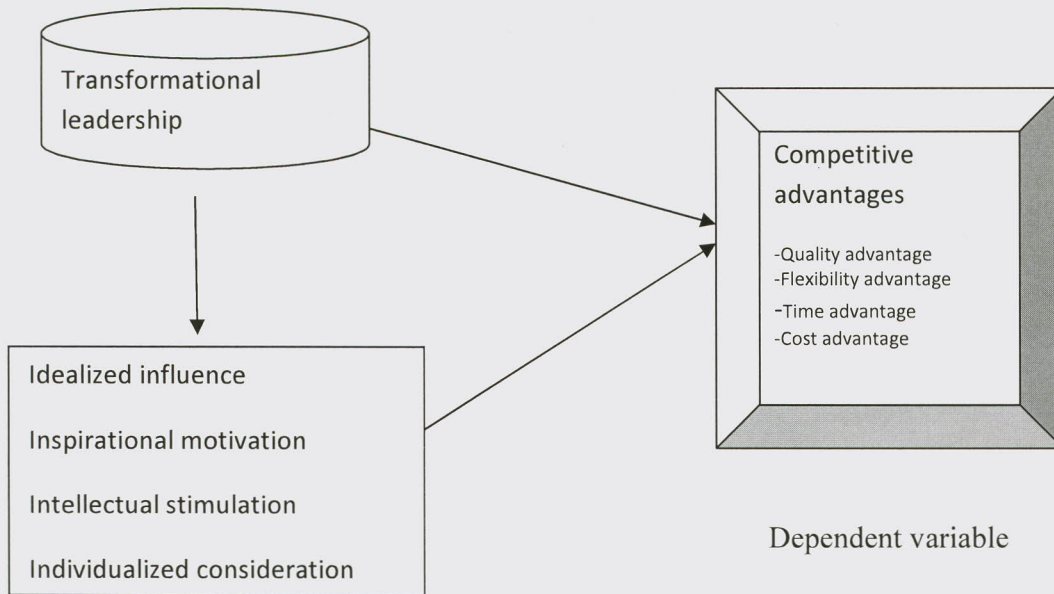 Transformational
leadership
Competitive
advantages
-Quality advantage
-Flexibility advantage
-Time advantage
-Cost advantage
Idealized influence
Inspirational motivation
Intellectual stimulation
Individualized consideration
Dependent variable